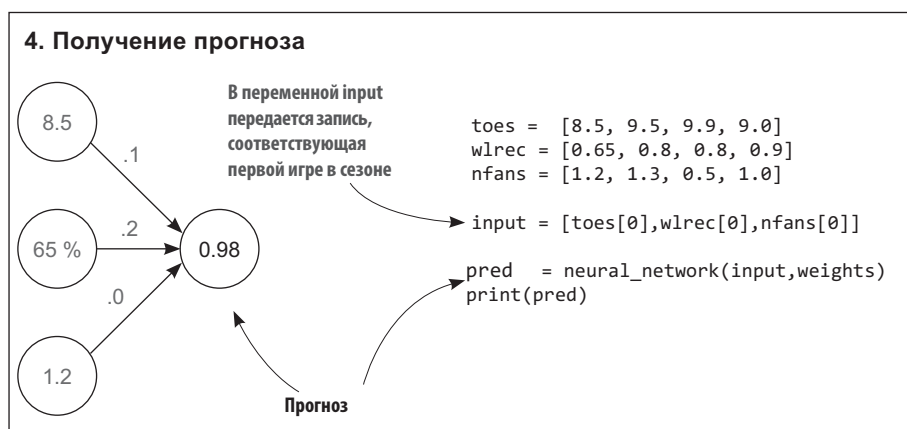 4. Получение прогноза
8.5
65 %
1.2
.1
.2
.0
0.98
В переменной input
передается запись,
соответствующая
первой игре в сезоне
toes = [8.5, 9.5, 9.9, 9.0]
wlrec = [0.65, 0.8, 0.8, 0.9]
nfans = [1.2, 1.3, 0.5, 1.0]
input = [toes[0],wlrec[0],nfans[0]]
pred = neural_network(input,weights)
print(pred)
Прогноз